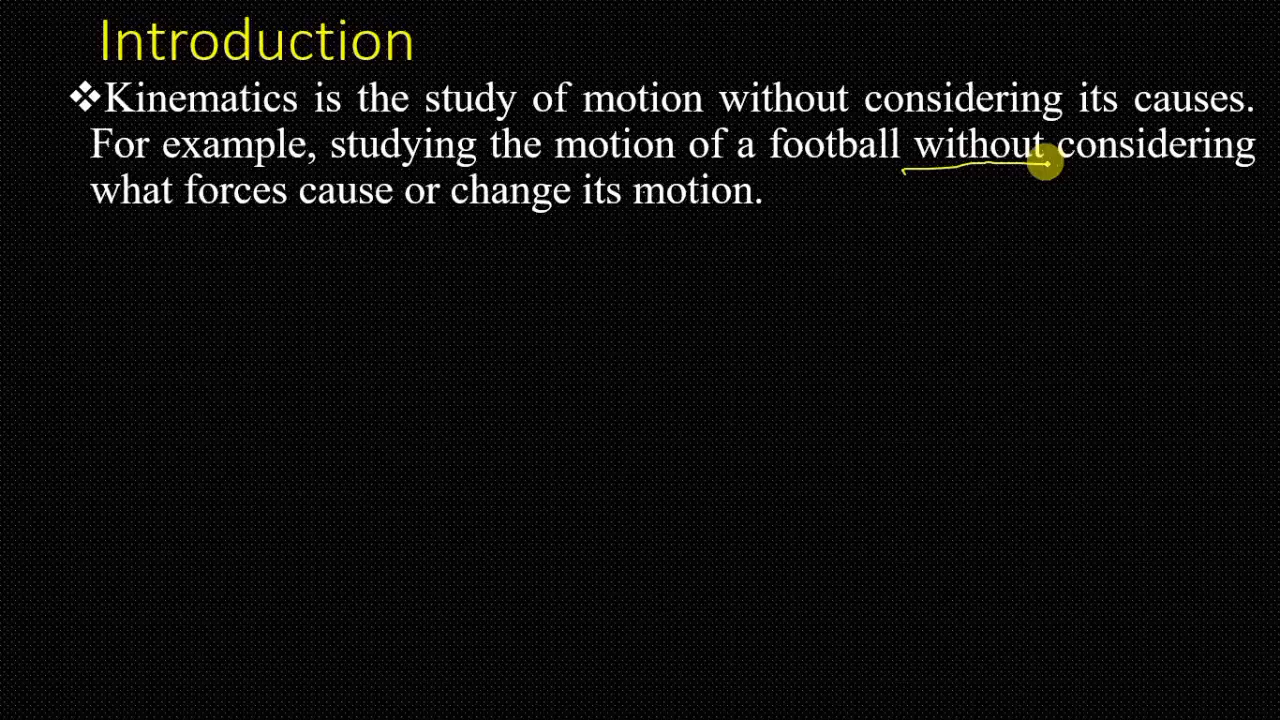 Introduction
❖Kinematics is the study of motion without considering its causes.
For example, studying the motion of a football without considering
what forces cause or change its motion.